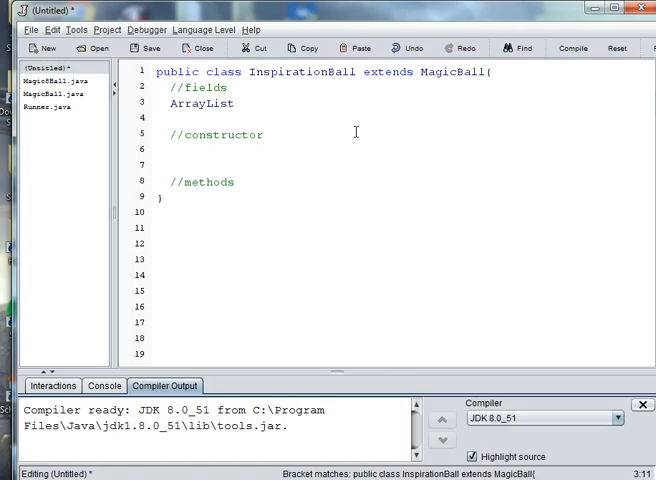 (Untitled) *
File Edit Tools Project Debugger Language Level Help
New Open Save Close Cut Copy Paste Undo Redo Find Compile Reset
(Untitled) *
Magic8Ball.java
MagicBall.java
Runner.java
1 public class InspirationBall extends MagicBall{
2 //fields
3 ArrayList
4
5 //constructor
6
7
8 //methods
9 }
10
11
12
13
14
15
16
17
18
19
Interactions Console Compiler Output
Compiler ready: JDK 8.0_51 from C:\Program
Files\Java\jdk1.8.0_51\lib\tools.jar.
Compiler
JDK 8.0_51
Highlight source
Editing (Untitled) * Bracket matches: public class InspirationBall extends MagicBall{ 3:11